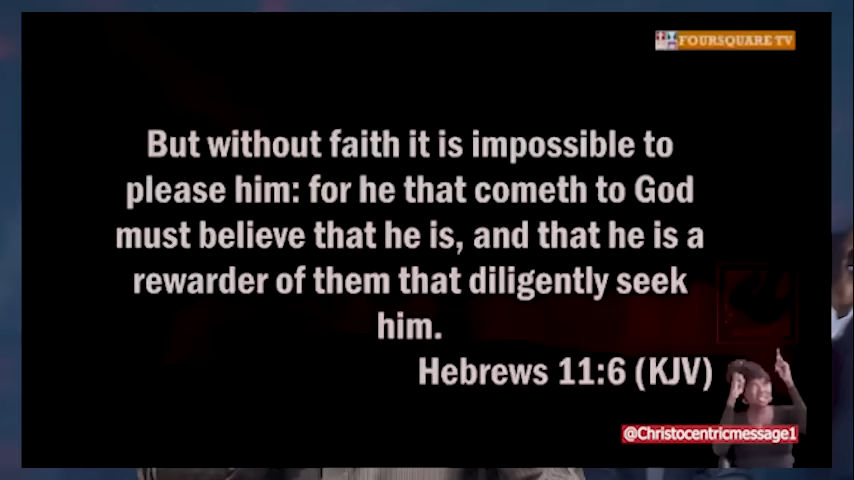 FOURSQUARE TV
But without faith it is impossible to
please him: for he that cometh to God
must believe that he is, and that he is a
rewarder of them that diligently seek
him.
Hebrews 11:6 (KJV)
@Christocentricmessage1